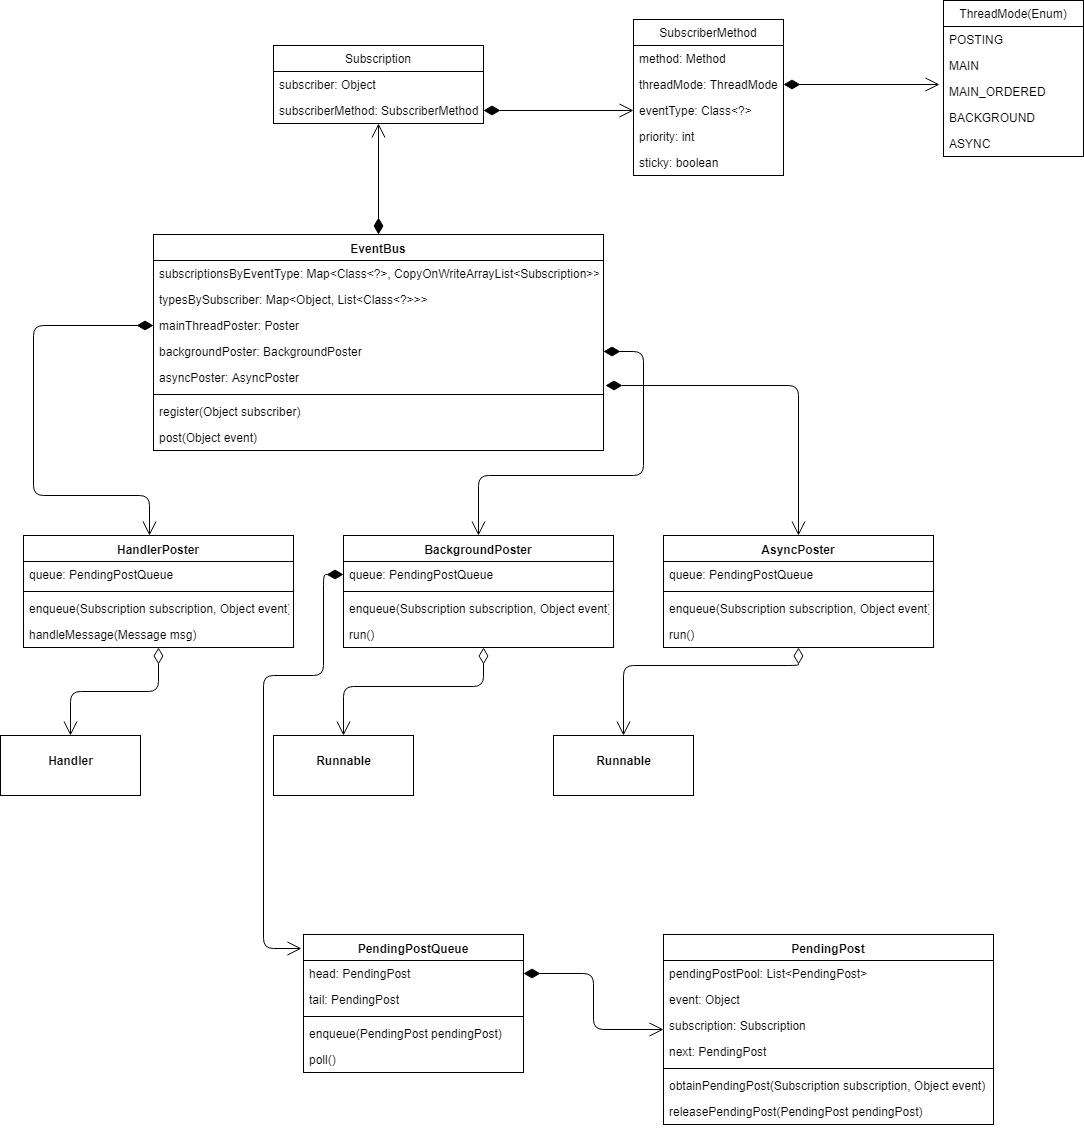 ThreadMode(Enum)
POSTING
MAIN
MAIN_ORDERED
BACKGROUND
ASYNC
SubscriberMethod
method: Method
threadMode: ThreadMode
eventType: Class<?>
priority: int
sticky: boolean
Subscription
subscriber: Object
subscriberMethod: SubscriberMethod
EventBus
subscriptionsByEventType: Map<Class<?>, CopyOnWriteArrayList<Subscription>>
typesBySubscriber: Map<Object, List<Class<?>>>
mainThreadPoster: Poster
backgroundPoster: BackgroundPoster
asyncPoster: AsyncPoster
register(Object subscriber)
post(Object event)
HandlerPoster
queue: PendingPostQueue
enqueue(Subscription subscription, Object event)
handleMessage(Message msg)
BackgroundPoster
queue: PendingPostQueue
enqueue(Subscription subscription, Object event)
run()
AsyncPoster
queue: PendingPostQueue
enqueue(Subscription subscription, Object event)
run()
Handler
Runnable
Runnable
PendingPostQueue
head: PendingPost
tail: PendingPost
enqueue(PendingPost pendingPost)
poll()
PendingPost
pendingPostPool: List<PendingPost>
event: Object
subscription: Subscription
next: PendingPost
obtainPendingPost(Subscription subscription, Object event)
releasePendingPost(PendingPost pendingPost)